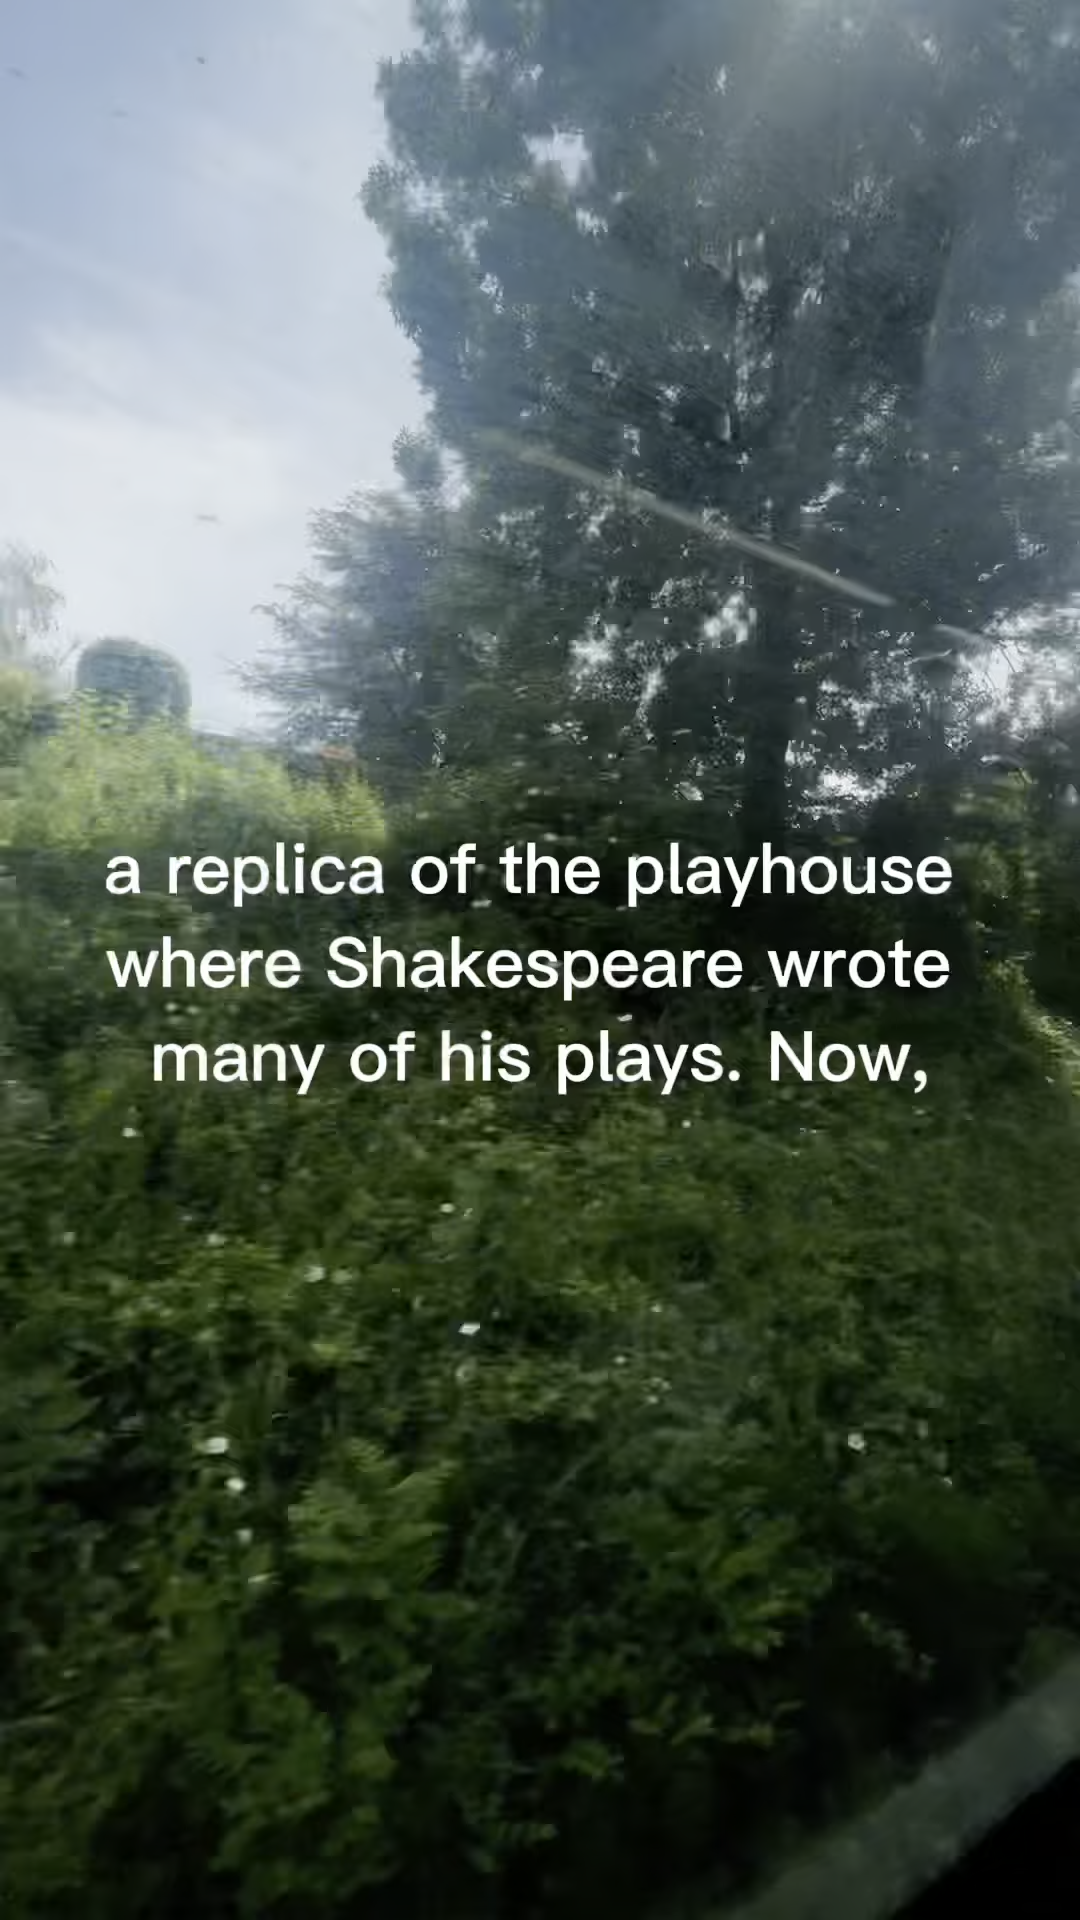 a replica of the playhouse
where Shakespeare wrote
many of his plays. Now,